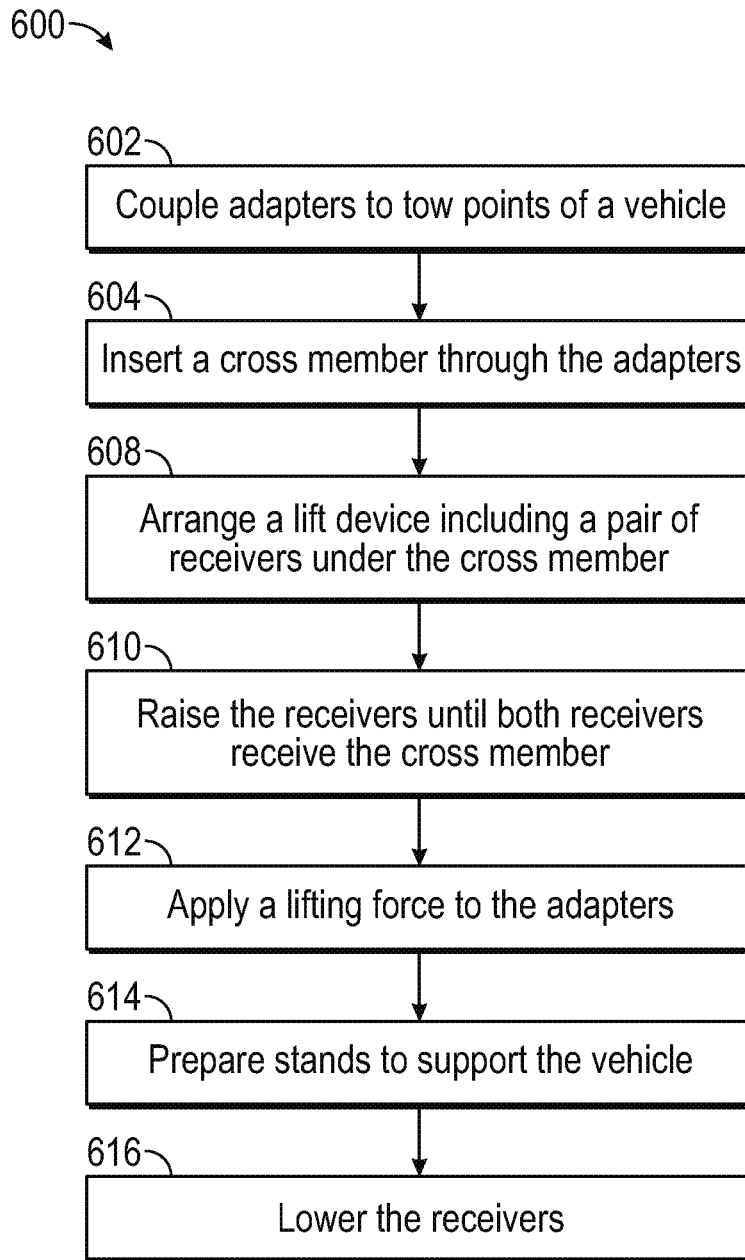 600
602
Couple adapters to tow points of a vehicle
604
Insert a cross member through the adapters
608
Arrange a lift device including a pair of
receivers under the cross member
610
Raise the receivers until both receivers
receive the cross member
612
Apply a lifting force to the adapters
614
Prepare stands to support the vehicle
616
Lower the receivers